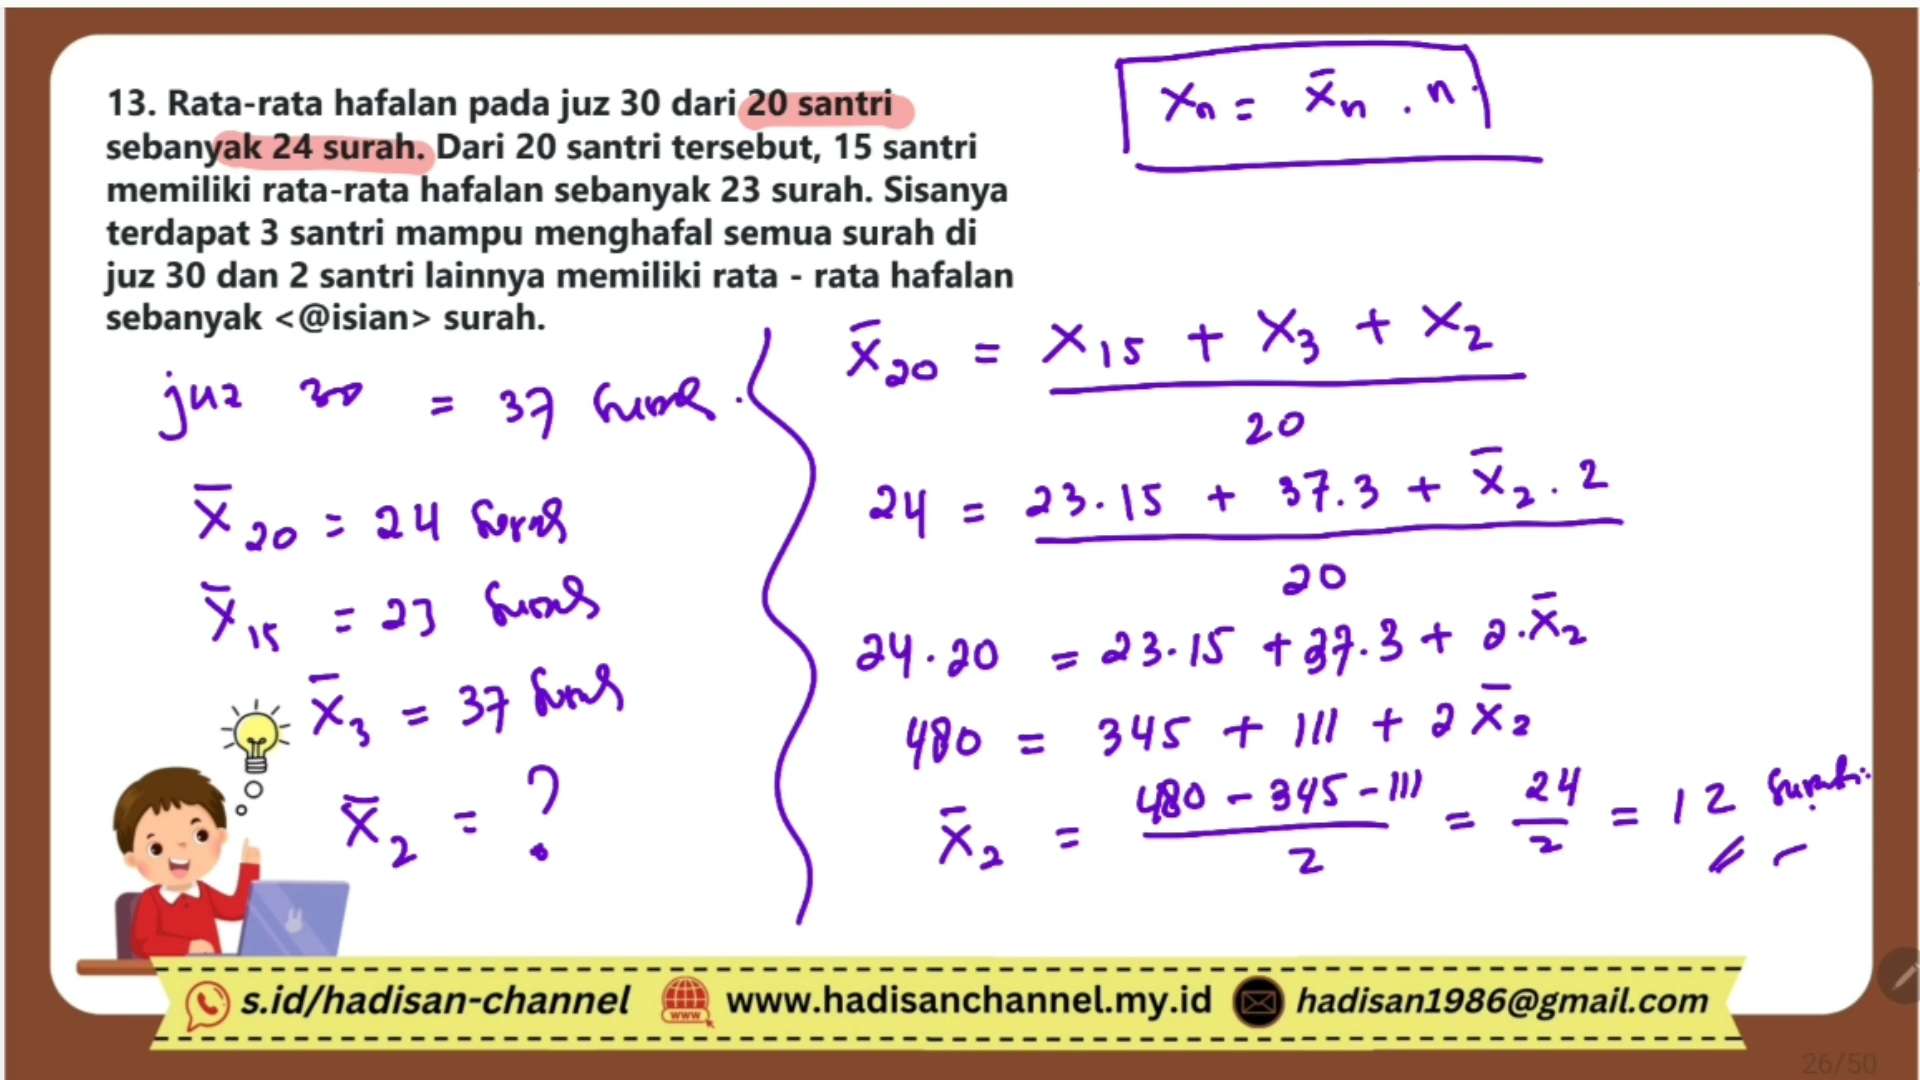 13. Rata-rata hafalan pada juz 30 dari 20 santri
sebanyak 24 surah. Dari 20 santri tersebut, 15 santri
memiliki rata-rata hafalan sebanyak 23 surah. Sisanya
terdapat 3 santri mampu menghafal semua surah di
juz 30 dan 2 santri lainnya memiliki rata - rata hafalan
sebanyak <@isian> surah.
xₙ = x̄ₙ . n
juz 30 = 37 surah.
x̄₂₀ = 24 surah
x̄₁₅ = 23 surah
x̄₃ = 37 surah
x̄₂ = ?
x̄₂₀ = x₁₅ + x₃ + x₂
20
24 = 23.15 + 37.3 + x̄₂.2
20
24.20 = 23.15 + 37.3 + 2.x̄₂
480 = 345 + 111 + 2x̄₂
x̄₂ = 480 - 345 - 111 / 2 = 24 / 2 = 12 surah.
s.id/hadisan-channel www.hadisanchannel.my.id hadisan1986@gmail.com
www
26/50